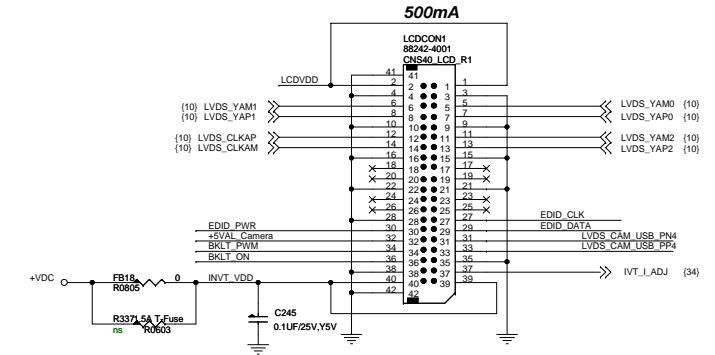 500mA
LCDCON1
88242-4001
CNS40_LCD_R1
41 41
LCDVDD 2 2 1 1
4 4 3 3
{10} LVDS_YAM1 6 6 5 5 LVDS_YAM0 {10}
{10} LVDS_YAP1 8 8 7 7 LVDS_YAP0 {10}
10 10 9 9
{10} LVDS_CLKAP 12 12 11 11 LVDS_YAM2 {10}
{10} LVDS_CLKAM 14 14 13 13 LVDS_YAP2 {10}
16 16 15 15
18 18 17 17
20 20 19 19
22 22 21 21
24 24 23 23
26 26 25 25
28 28 27 27 EDID_CLK
EDID_PWR 30 30 29 29 EDID_DATA
+5VAL_Camera 32 32 31 31 LVDS_CAM_USB_PN4
BKLT_PWM 34 34 33 33 LVDS_CAM_USB_PP4
BKLT_ON 36 36 35 35
38 38 37 37 IVT_I_ADJ {34}
+VDC FB18 0 INVT_VDD 40 40 39 39
R0805
42 42
R337 1.5A T-Fuse
ns R0603
C245
0.1UF/25V,Y5V